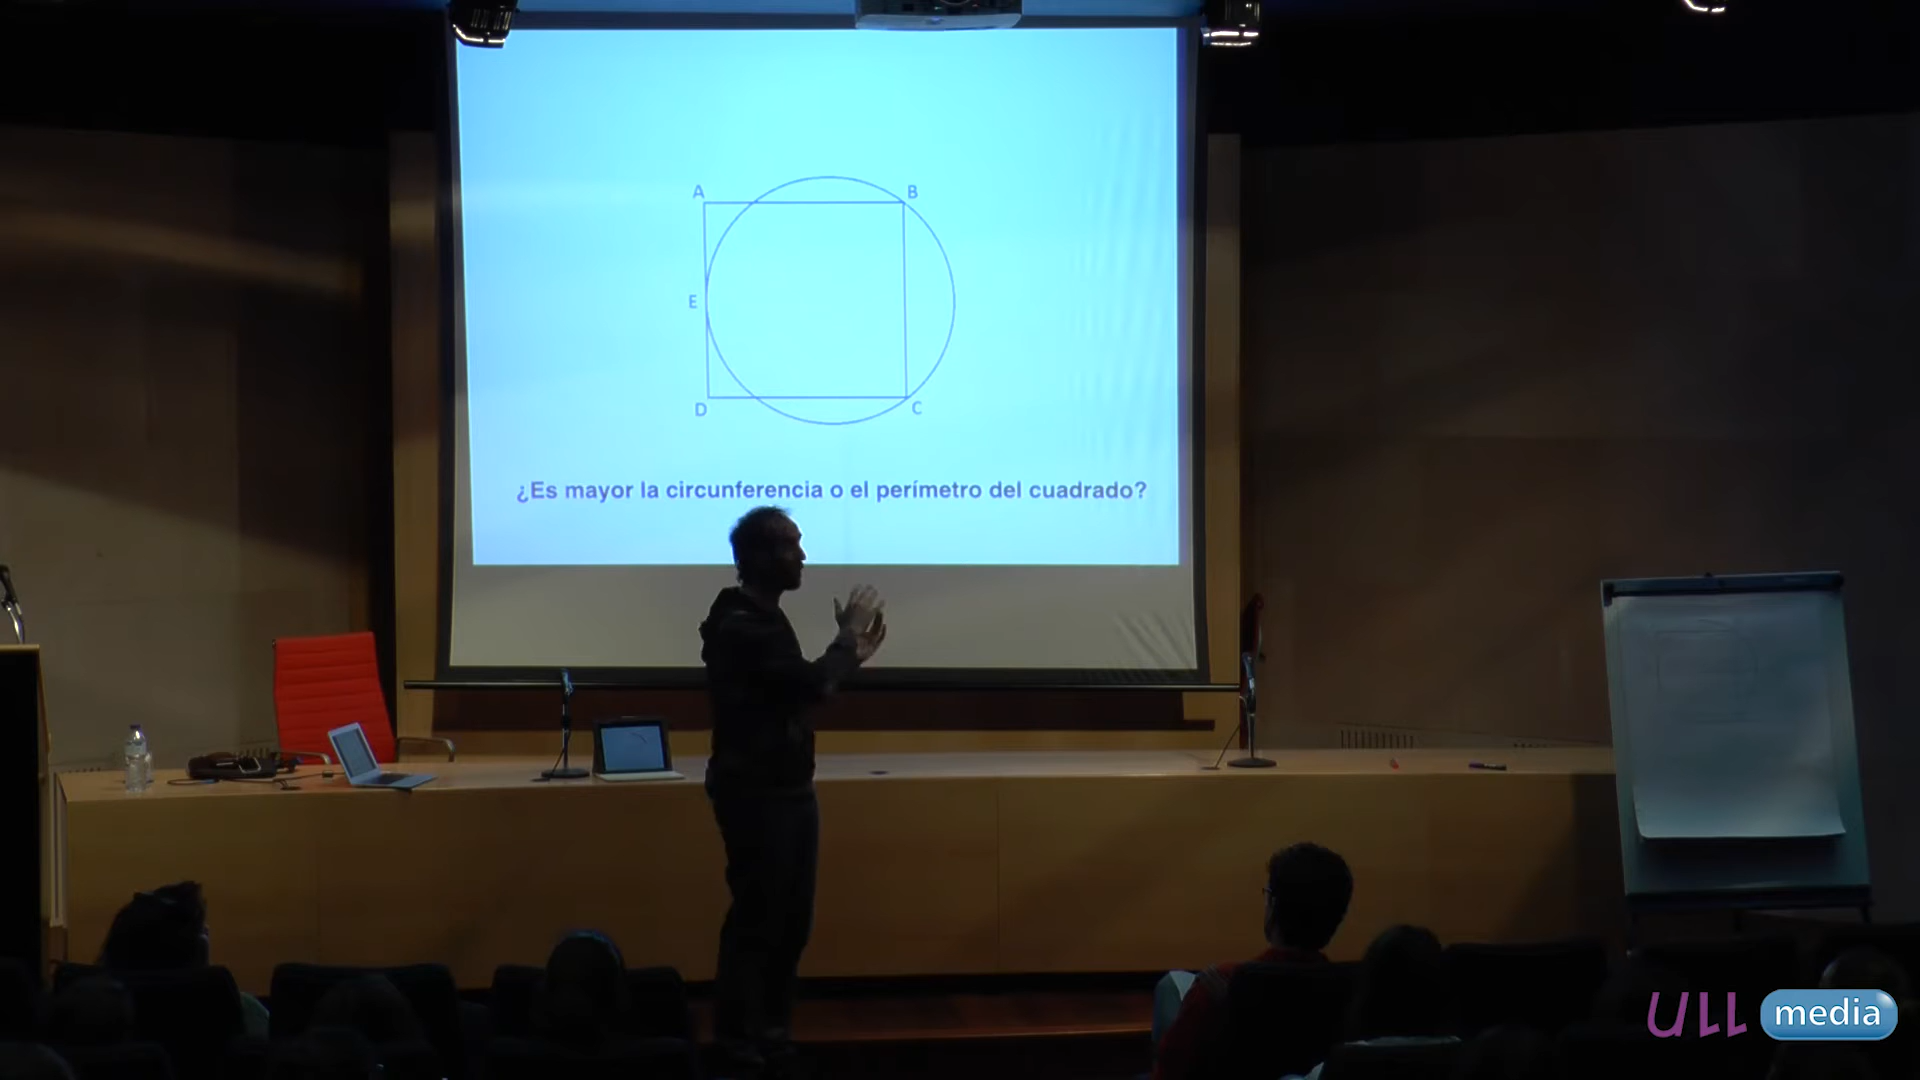 A
B
E
D
C
¿Es mayor la circunferencia o el perímetro del cuadrado?
ULL media